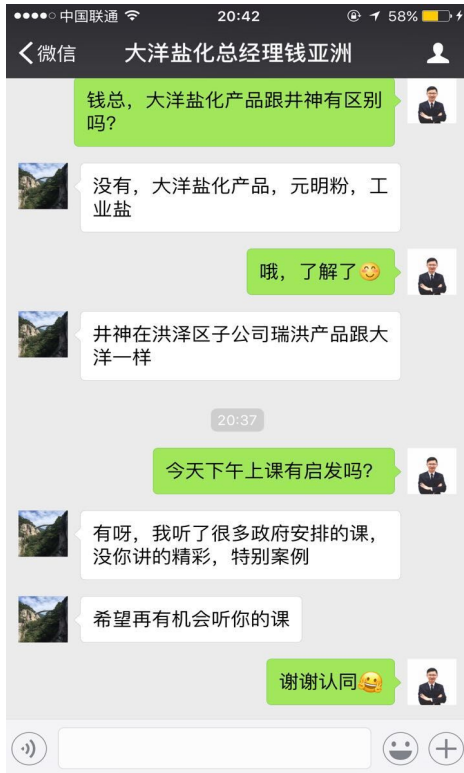 中国联通
20:42
58%
微信
大洋盐化总经理钱亚洲
钱总，大洋盐化产品跟井神有区别
吗？
没有，大洋盐化产品，元明粉，工
业盐
哦，了解了😊
井神在洪泽区子公司瑞洪产品跟大
洋一样
20:37
今天下午上课有启发吗？
有呀，我听了很多政府安排的课，
没你讲的精彩，特别案例
希望再有机会听你的课
谢谢认同🤗